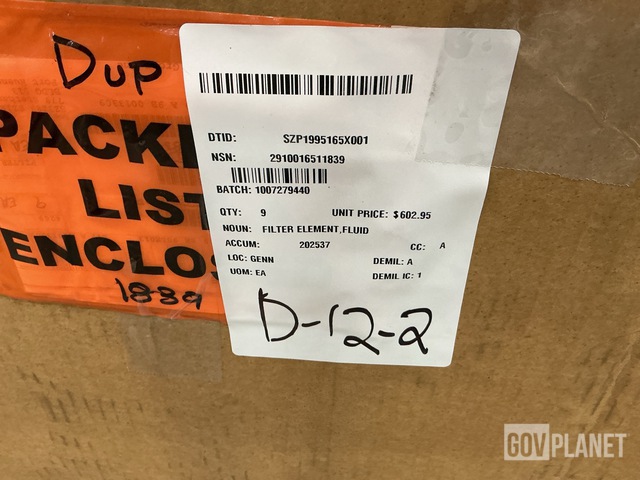 Dup
PACKI
LIST
ENCLOS
1889
DTID: SZP1995165X001
NSN: 2910016511839
BATCH: 1007279440
QTY: 9 UNIT PRICE: $602.95
NOUN: FILTER ELEMENT,FLUID
ACCUM: 202537 CC: A
LOC: GENN DEMIL: A
UOM: EA DEMIL IC: 1
D-12-2
GOVPLANET